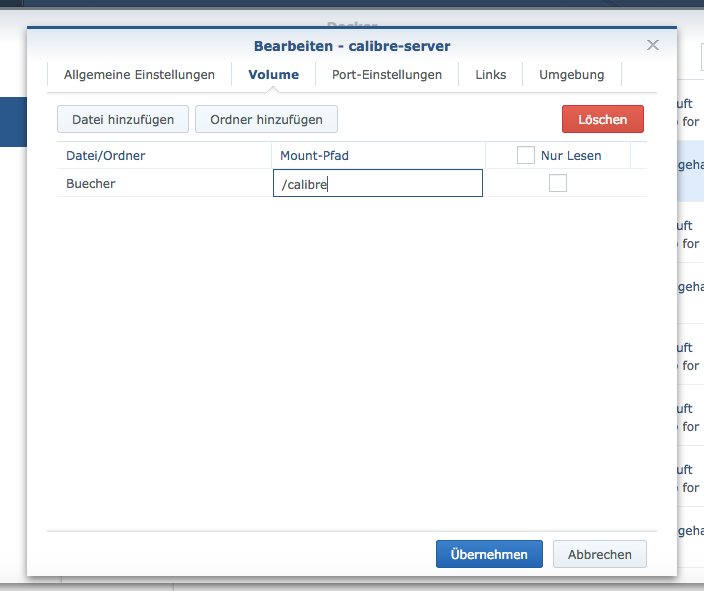 Docker
Bearbeiten - calibre-server
Allgemeine Einstellungen Volume Port-Einstellungen Links Umgebung
Datei hinzufügen Ordner hinzufügen Löschen
Datei/Ordner Mount-Pfad Nur Lesen
Buecher /calibre
Übernehmen Abbrechen
uft
for
geha
uft
for
geha
uft
for
uft
for
uft
for
geha